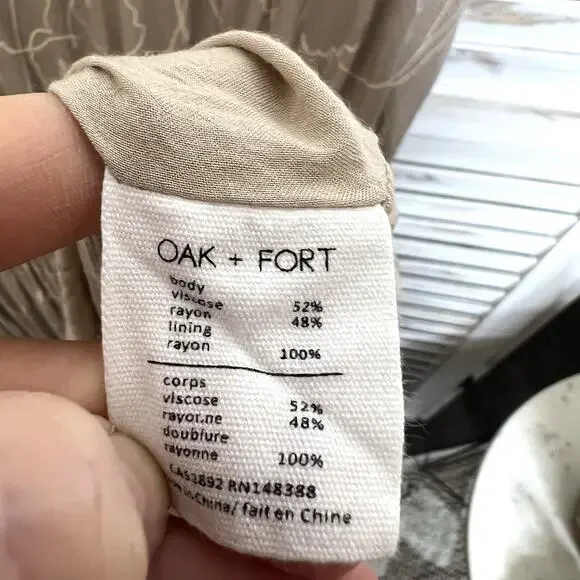 OAK + FORT
body
viscose 52%
rayon 48%
lining
rayon 100%
corps
viscose 52%
rayonne 48%
doublure
rayonne 100%
RN148388
in China/ fait en Chine